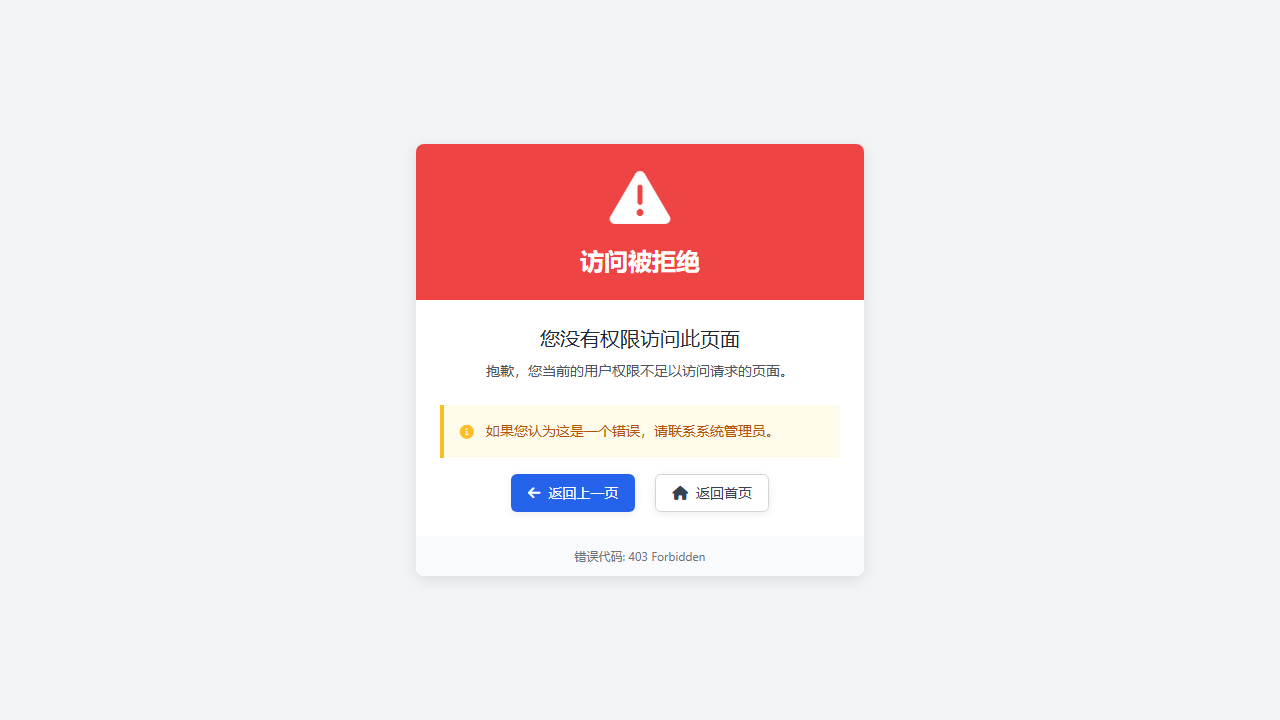 访问被拒绝
您没有权限访问此页面
抱歉，您当前的用户权限不足以访问请求的页面。
如果您认为这是一个错误，请联系系统管理员。
返回上一页
返回首页
错误代码: 403 Forbidden